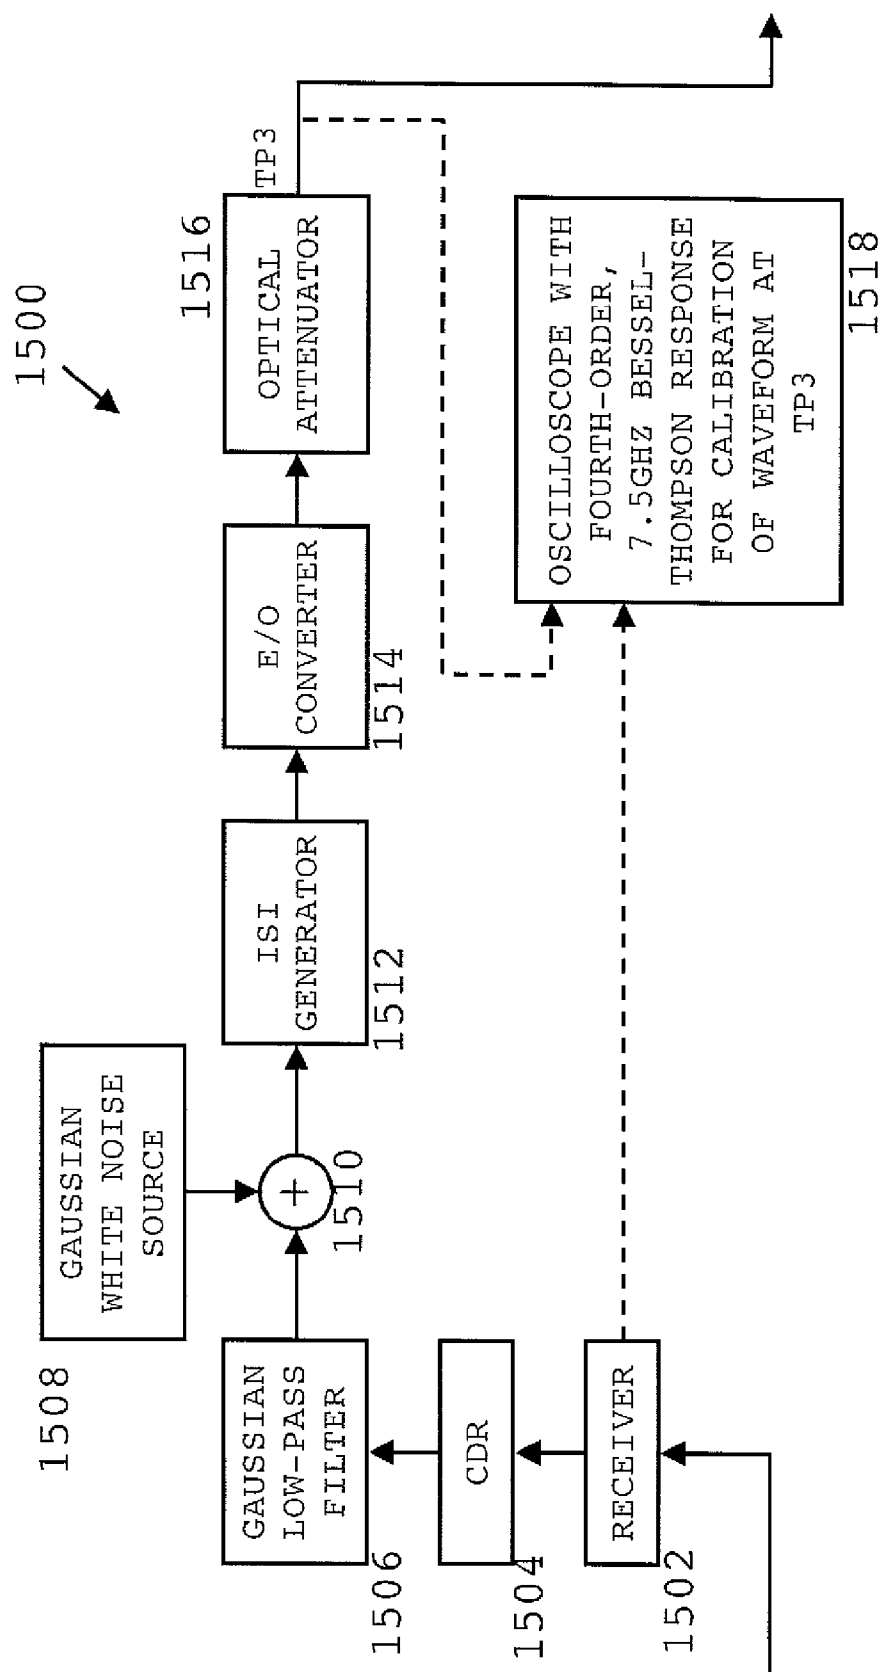 1500
GAUSSIAN
WHITE NOISE
SOURCE
1508
GAUSSIAN
LOW-PASS
FILTER
1506
+
1510
ISI
GENERATOR
1512
E/O
CONVERTER
1514
OPTICAL
ATTENUATOR
1516
TP3
CDR
1504
RECEIVER
1502
OSCILLOSCOPE WITH
FOURTH-ORDER,
7.5GHZ BESSEL-
THOMPSON RESPONSE
FOR CALIBRATION
OF WAVEFORM AT
TP3
1518